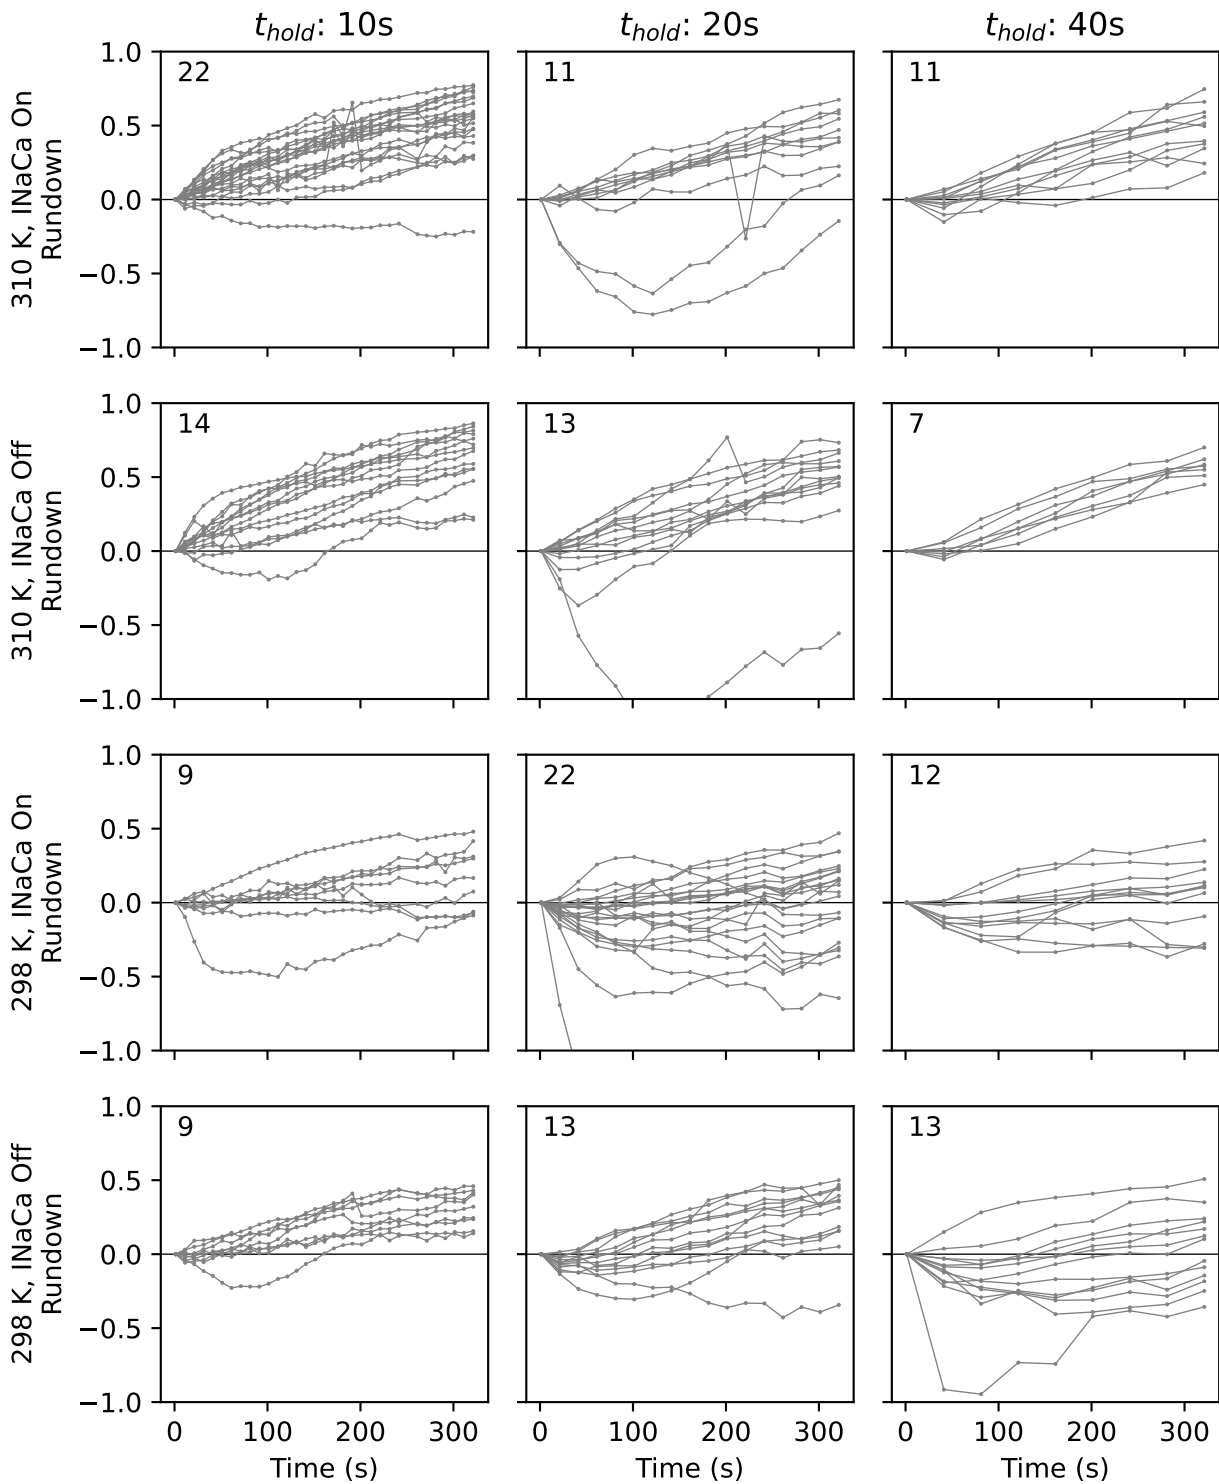 t_hold: 10s
t_hold: 20s
t_hold: 40s
310 K, INaCa On
Rundown
1.0
0.5
0.0
−0.5
−1.0
22
11
11
310 K, INaCa Off
Rundown
1.0
0.5
0.0
−0.5
−1.0
14
13
7
298 K, INaCa On
Rundown
1.0
0.5
0.0
−0.5
−1.0
9
22
12
298 K, INaCa Off
Rundown
1.0
0.5
0.0
−0.5
−1.0
9
13
13
0 100 200 300
0 100 200 300
0 100 200 300
Time (s)
Time (s)
Time (s)